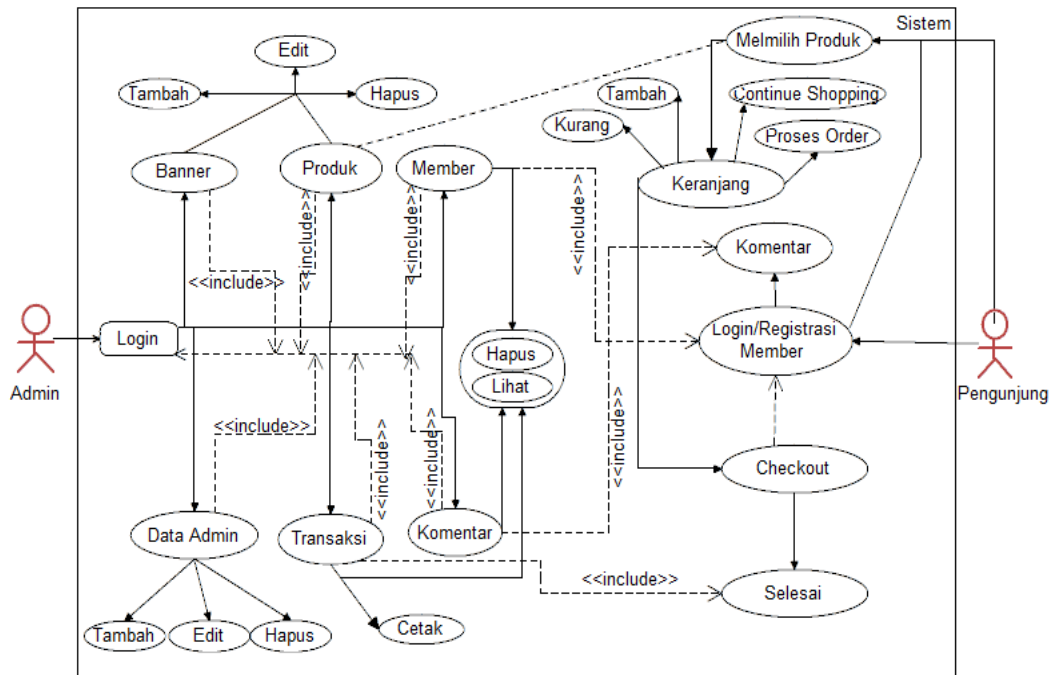 Sistem
Edit
Melmilih Produk
Tambah
Hapus
Tambah
Continue Shopping
Kurang
Proses Order
Banner
Produk
Member
Keranjang
<<include>>
<<include>>
<<include>>
<<include>>
Komentar
Login
Login/Registrasi
Member
Hapus
Lihat
Admin
Pengunjung
<<include>>
<<include>>
<<include>>
<<include>>
Checkout
Data Admin
Transaksi
Komentar
<<include>>
Selesai
Tambah
Edit
Hapus
Cetak